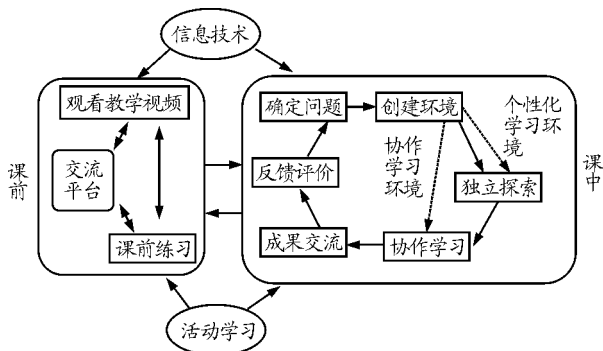 信息技术
观看教学视频
交流
平台
课前练习
课
前
确定问题
创建环境
个性化
学习环
境
协作
学习
环境
反馈评价
独立探索
成果交流
协作学习
课
中
活动学习